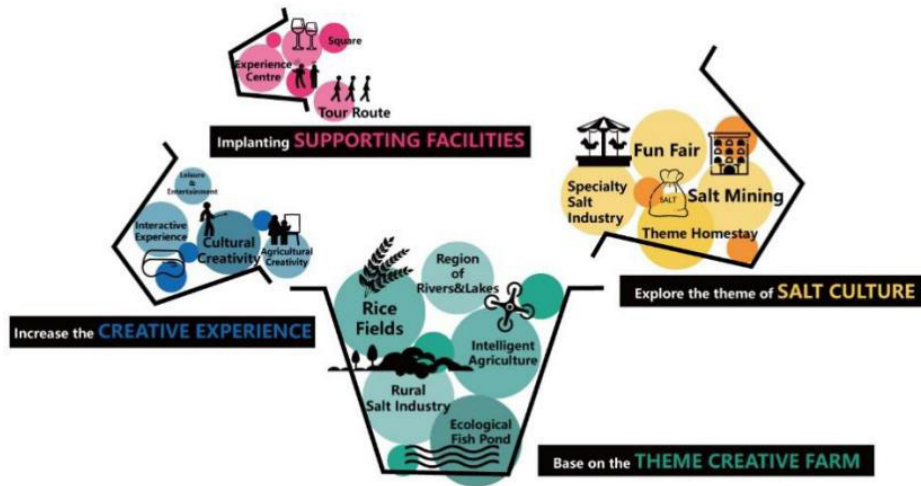 Square
Experience
Centre
Tour Route
Implanting SUPPORTING FACILITIES
Leisure
&
Entertainment
Interactive
Experience
Cultural
Creativity
Agricultural
Creativity
Increase the CREATIVE EXPERIENCE
Fun Fair
Specialty
Salt
Industry
SALT
Salt Mining
Theme Homestay
Explore the theme of SALT CULTURE
Region
of
Rivers&Lakes
Rice
Fields
Intelligent
Agriculture
Rural
Salt Industry
Ecological
Fish Pond
Base on the THEME CREATIVE FARM